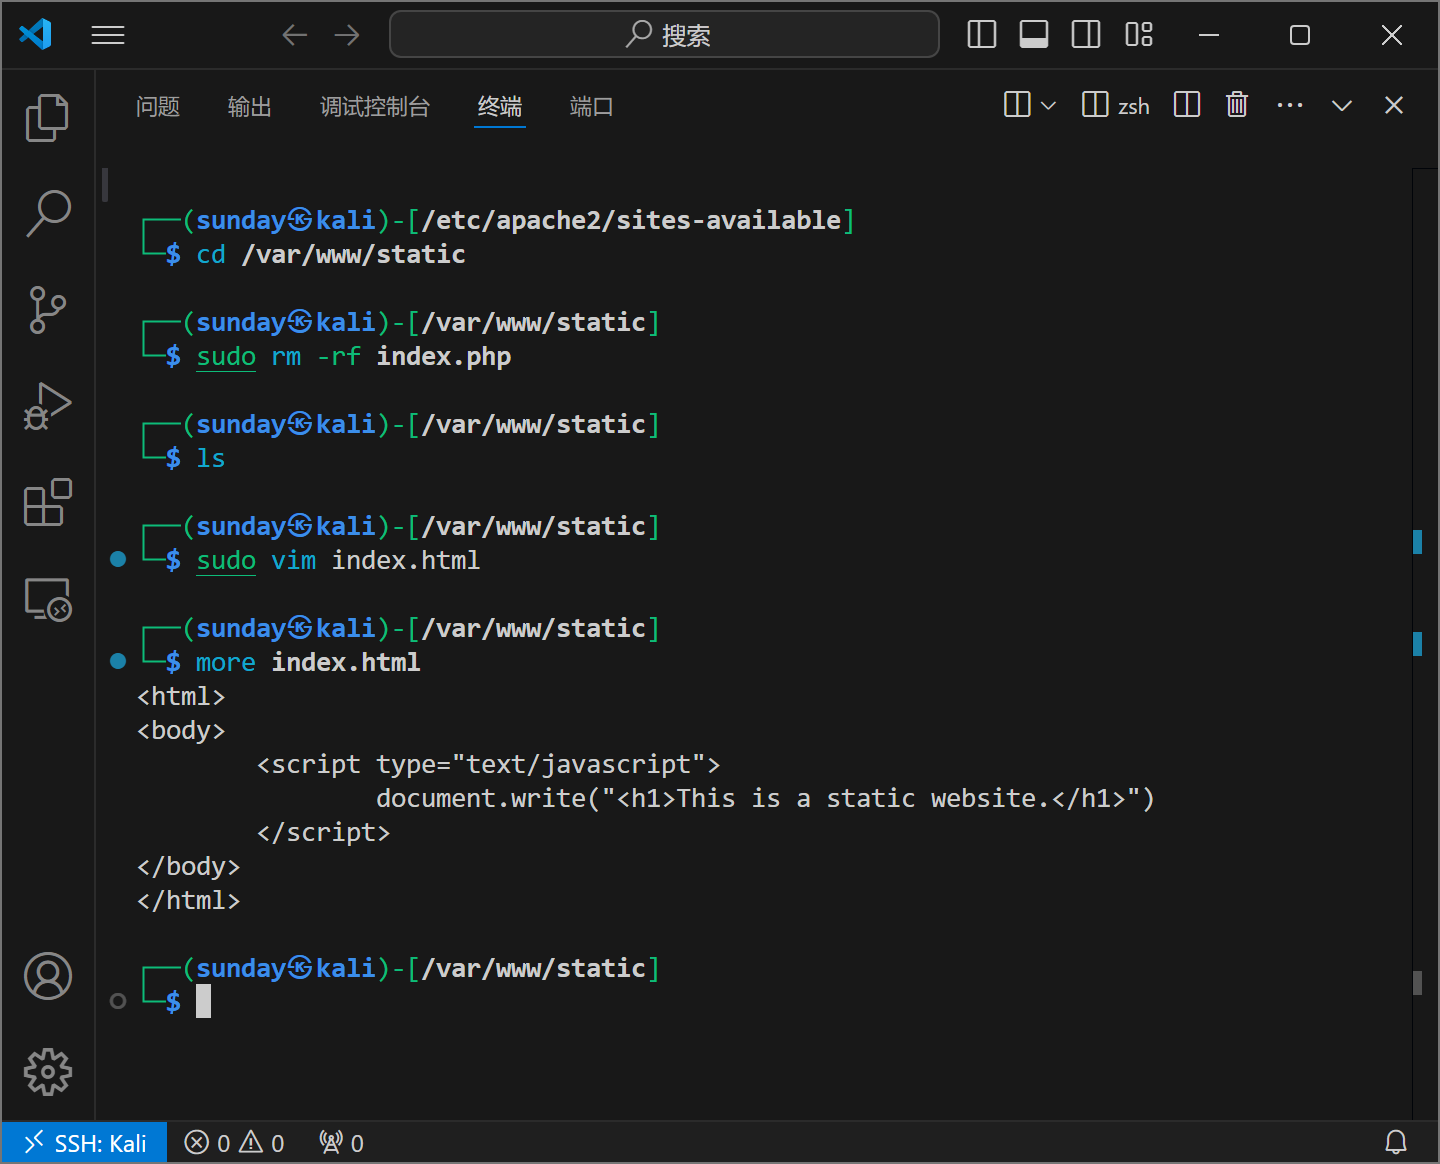 搜索
问题 输出 调试控制台 终端 端口 zsh
┌──(sunday㉿kali)-[/etc/apache2/sites-available]
└─$ cd /var/www/static
┌──(sunday㉿kali)-[/var/www/static]
└─$ sudo rm -rf index.php
┌──(sunday㉿kali)-[/var/www/static]
└─$ ls
┌──(sunday㉿kali)-[/var/www/static]
└─$ sudo vim index.html
┌──(sunday㉿kali)-[/var/www/static]
└─$ more index.html
<html>
<body>
        <script type="text/javascript">
                document.write("<h1>This is a static website.</h1>")
        </script>
</body>
</html>
┌──(sunday㉿kali)-[/var/www/static]
└─$
SSH: Kali 0 0 0